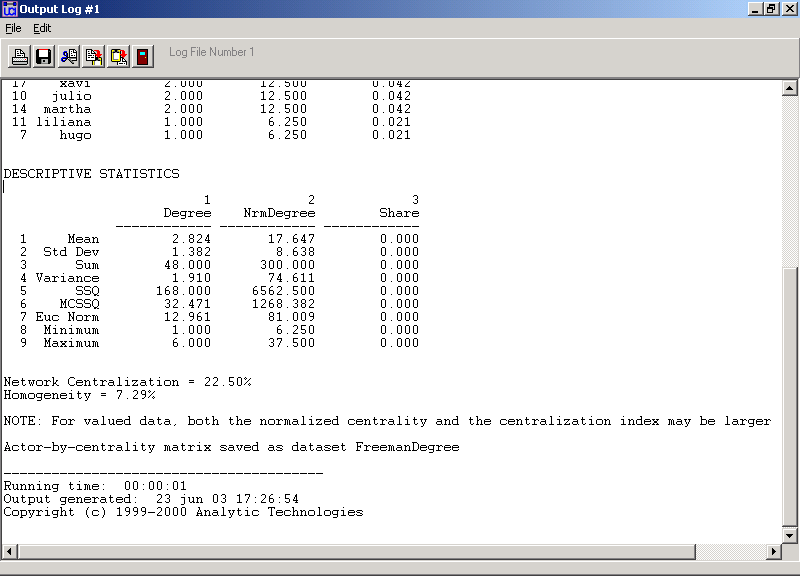 Output Log #1
File Edit
Log File Number 1
17 xavi 2.000 12.500 0.042
10 julio 2.000 12.500 0.042
14 martha 2.000 12.500 0.042
11 liliana 1.000 6.250 0.021
7 hugo 1.000 6.250 0.021
DESCRIPTIVE STATISTICS
1 2 3
Degree NrmDegree Share
------------ ------------ ------------
1 Mean 2.824 17.647 0.000
2 Std Dev 1.382 8.638 0.000
3 Sum 48.000 300.000 0.000
4 Variance 1.910 74.611 0.000
5 SSQ 168.000 6562.500 0.000
6 MCSSQ 32.471 1268.382 0.000
7 Euc Norm 12.961 81.009 0.000
8 Minimum 1.000 6.250 0.000
9 Maximum 6.000 37.500 0.000
Network Centralization = 22.50%
Homogeneity = 7.29%
NOTE: For valued data, both the normalized centrality and the centralization index may be larger
Actor-by-centrality matrix saved as dataset FreemanDegree
----------------------------------------
Running time: 00:00:01
Output generated: 23 jun 03 17:26:54
Copyright (c) 1999-2000 Analytic Technologies